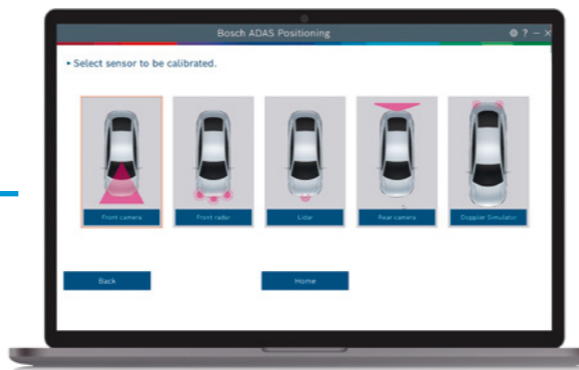 Bosch ADAS Positioning
Select sensor to be calibrated.
Front camera
Front radar
Lidar
Rear camera
Doppler Simulator
Back
Home